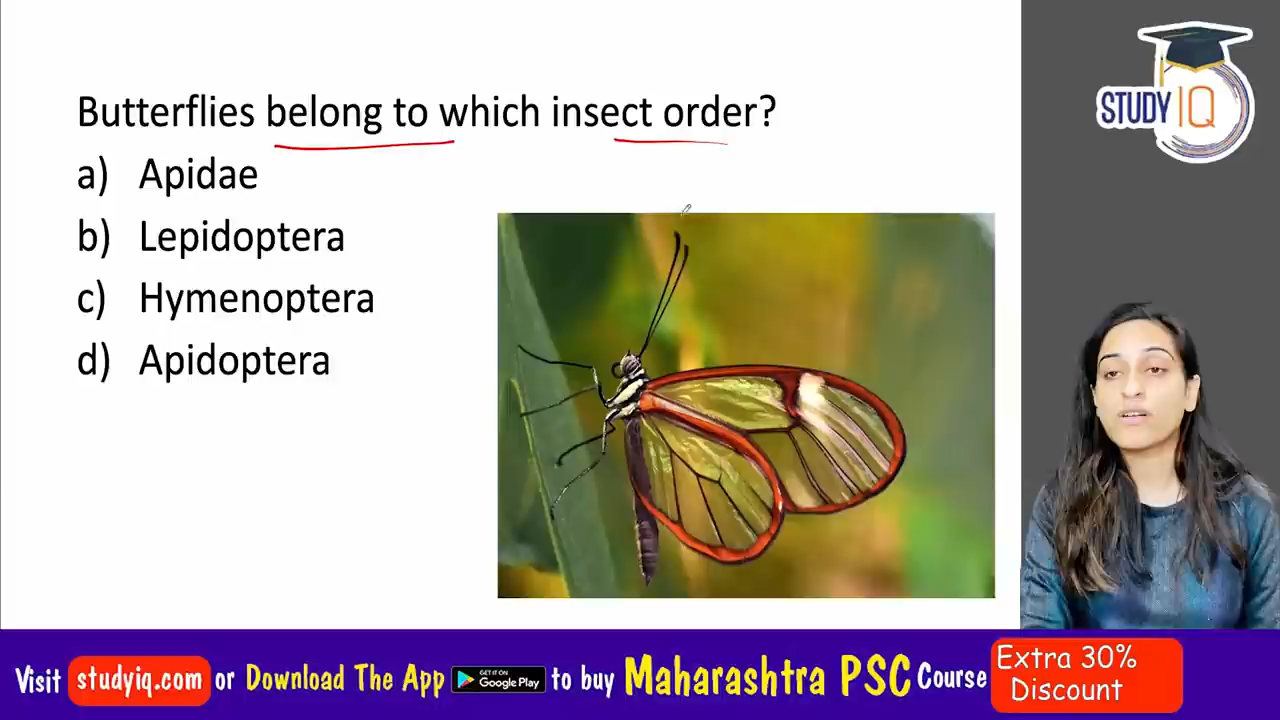 Butterflies belong to which insect order?
a) Apidae
b) Lepidoptera
c) Hymenoptera
d) Apidoptera
STUDY IQ
Visit studyiq.com or Download The App GET IT ON Google Play to buy Maharashtra PSC Course
Extra 30%
Discount